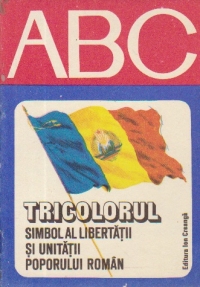 ABC
TRICOLORUL
SIMBOL AL LIBERTĂȚII
ȘI UNITĂȚII
POPORULUI ROMÂN
Editura Ion Creangă